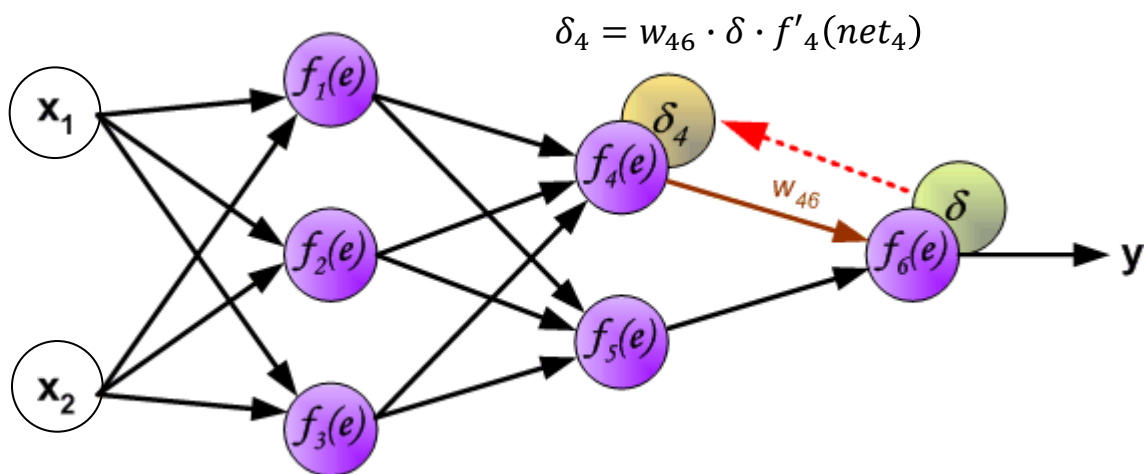 δ₄ = w₄₆ · δ · f′₄(net₄)
x₁
f₁(e)
δ₄
f₄(e)
w₄₆
δ
f₂(e)
f₆(e)
y
f₅(e)
x₂
f₃(e)